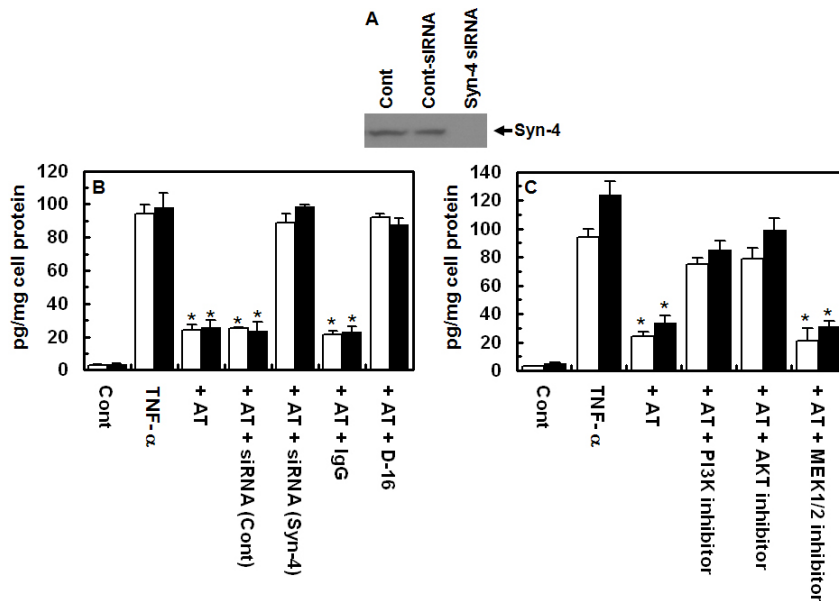 A
Cont
Cont-siRNA
Syn-4 siRNA
Syn-4
B
pg/mg cell protein
120
100
80
60
40
20
0
* * * * * *
Cont
TNF- α
+ AT
+ AT + siRNA (Cont)
+ AT + siRNA (Syn-4)
+ AT + IgG
+ AT + D-16
C
pg/mg cell protein
140
120
100
80
60
40
20
0
* * * *
Cont
TNF- α
+ AT
+ AT + PI3K inhibitor
+ AT + AKT inhibitor
+ AT + MEK1/2 inhibitor